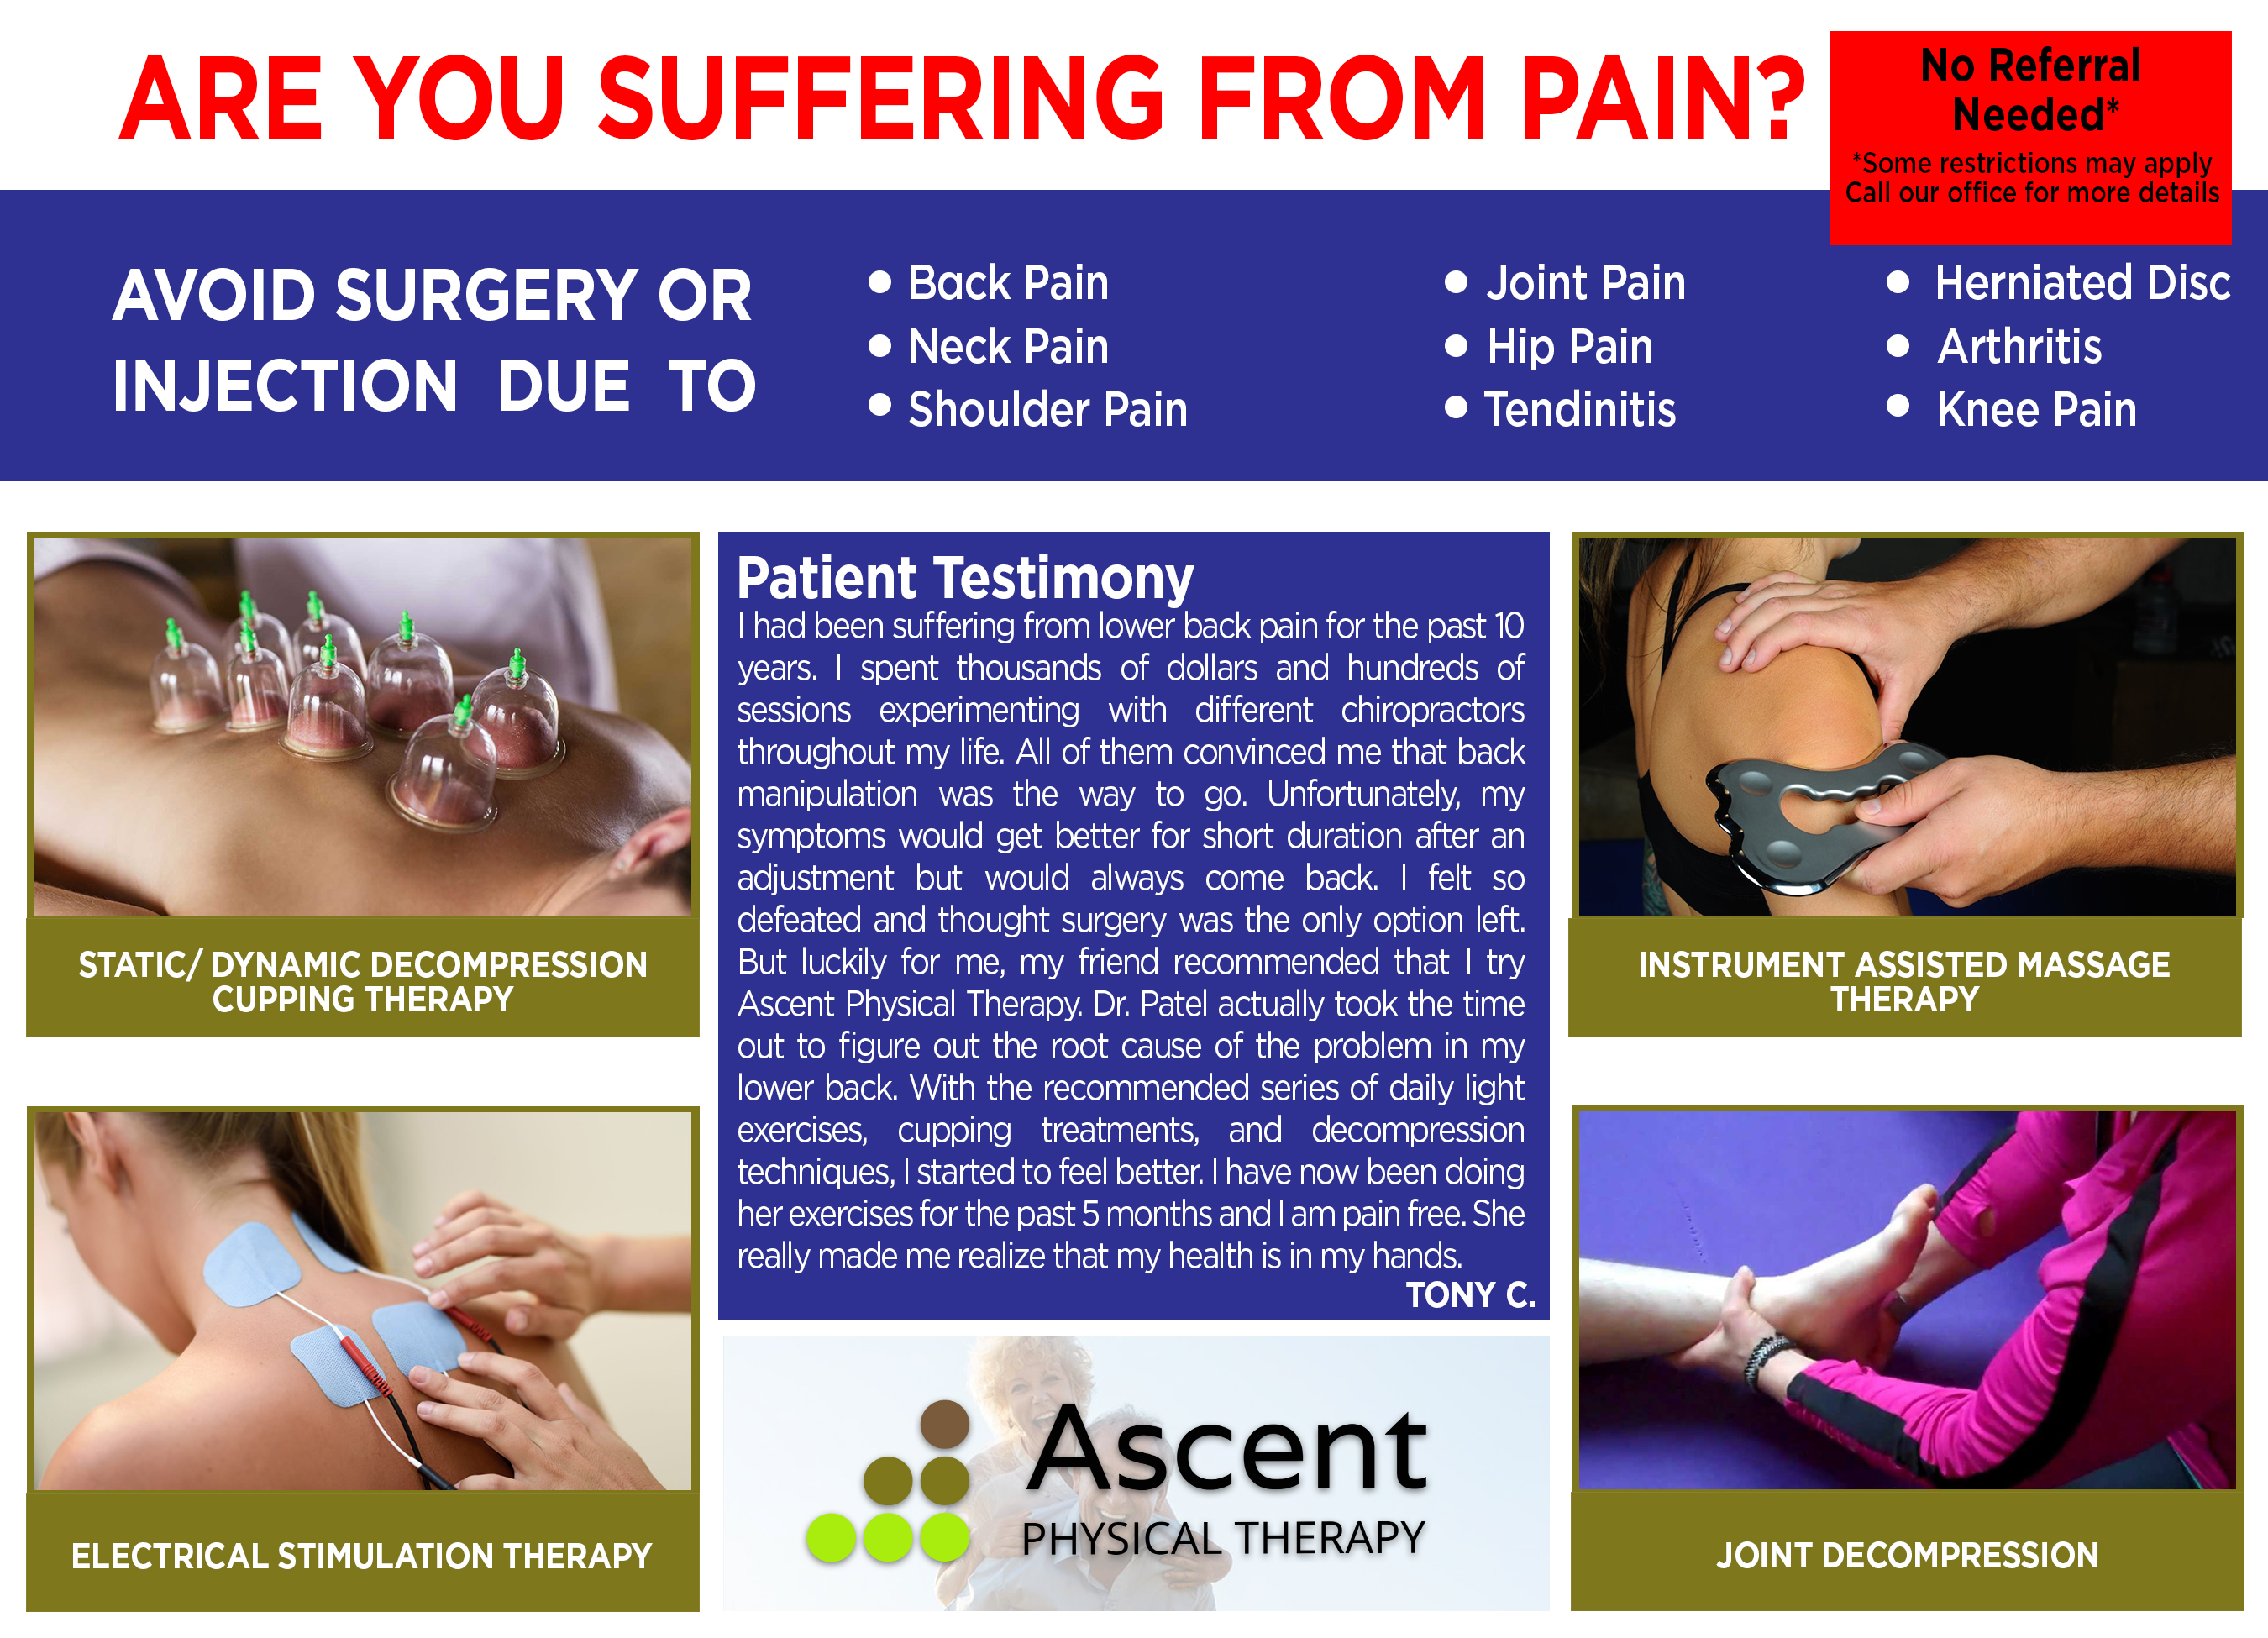 ARE YOU SUFFERING FROM PAIN?
No Referral
Needed*
*Some restrictions may apply
Call our office for more details
AVOID SURGERY OR
INJECTION DUE TO
Back Pain
Neck Pain
Shoulder Pain
Joint Pain
Hip Pain
Tendinitis
Herniated Disc
Arthritis
Knee Pain
STATIC/ DYNAMIC DECOMPRESSION
CUPPING THERAPY
ELECTRICAL STIMULATION THERAPY
Patient Testimony
I had been suffering from lower back pain for the past 10
years. I spent thousands of dollars and hundreds of
sessions experimenting with different chiropractors
throughout my life. All of them convinced me that back
manipulation was the way to go. Unfortunately, my
symptoms would get better for short duration after an
adjustment but would always come back. I felt so
defeated and thought surgery was the only option left.
But luckily for me, my friend recommended that I try
Ascent Physical Therapy. Dr. Patel actually took the time
out to figure out the root cause of the problem in my
lower back. With the recommended series of daily light
exercises, cupping treatments, and decompression
techniques, I started to feel better. I have now been doing
her exercises for the past 5 months and I am pain free. She
really made me realize that my health is in my hands.
TONY C.
Ascent
PHYSICAL THERAPY
INSTRUMENT ASSISTED MASSAGE
THERAPY
JOINT DECOMPRESSION